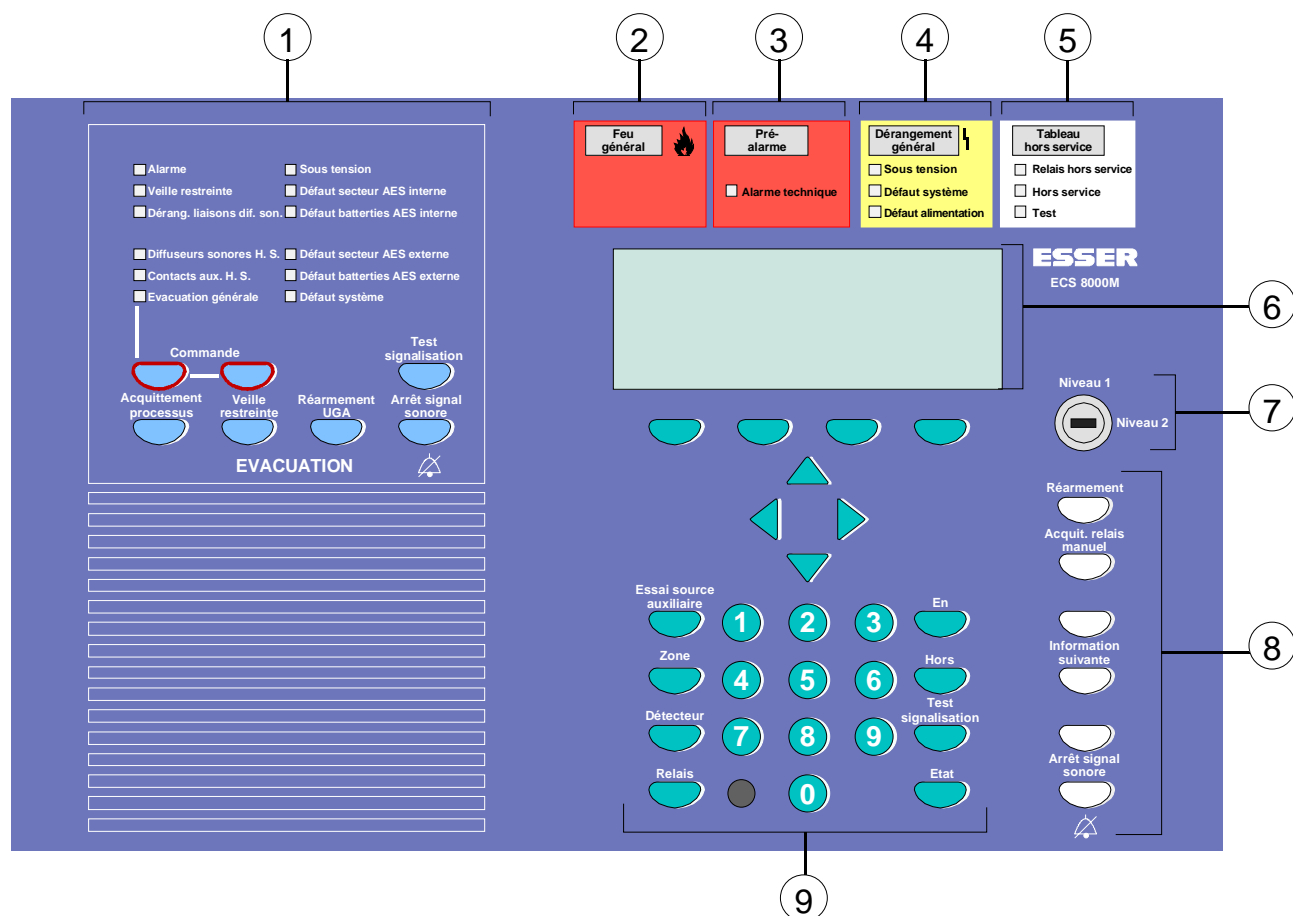 1
2
3
4
5
Feu
général
Pré-
alarme
Alarme technique
Dérangement
général
Sous tension
Défaut système
Défaut alimentation
Tableau
hors service
Relais hors service
Hors service
Test
Alarme
Sous tension
Veille restreinte
Défaut secteur AES interne
Dérang. liaisons dif. son.
Défaut batterties AES interne
Diffuseurs sonores H. S.
Défaut secteur AES externe
Contacts aux. H. S.
Défaut batterties AES externe
Evacuation générale
Défaut système
Commande
Test
signalisation
Acquittement
processus
Veille
restreinte
Réarmement
UGA
Arrêt signal
sonore
EVACUATION
ESSER
ECS 8000M
6
Niveau 1
Niveau 2
7
Réarmement
Acquit. relais
manuel
Information
suivante
Arrêt signal
sonore
8
Essai source
auxiliaire
1
2
3
En
Zone
4
5
6
Hors
Détecteur
7
8
9
Test
signalisation
Relais
0
Etat
9